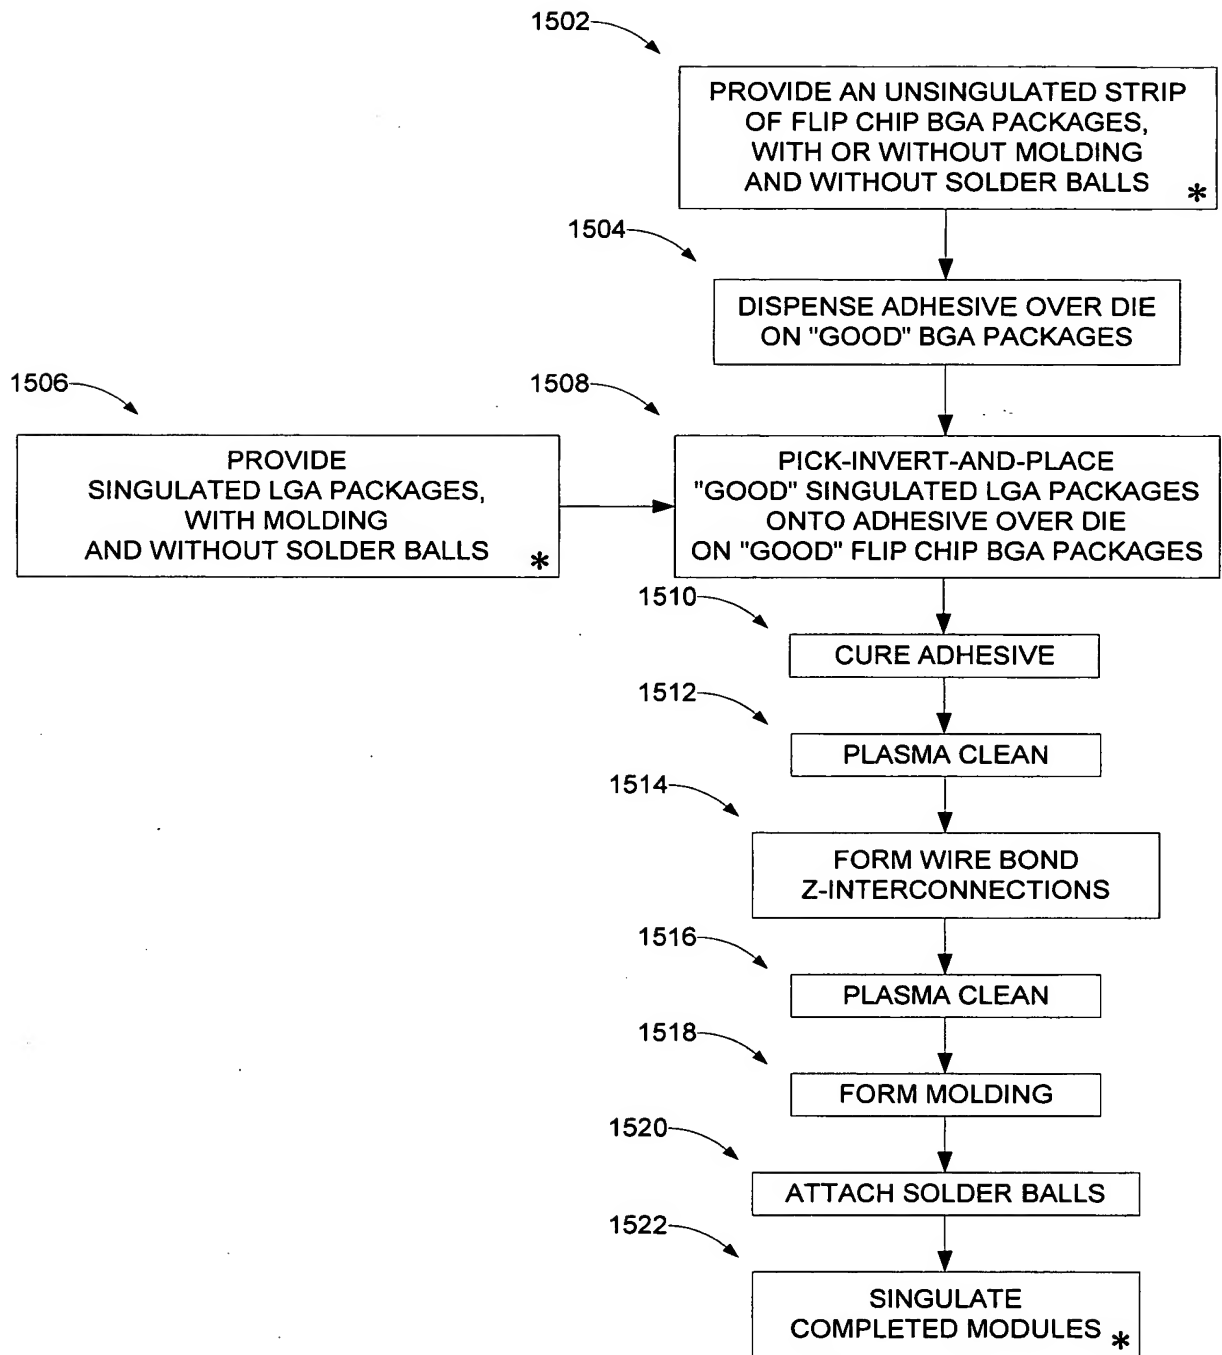 1502
PROVIDE AN UNSINGULATED STRIP
OF FLIP CHIP BGA PACKAGES,
WITH OR WITHOUT MOLDING
AND WITHOUT SOLDER BALLS *
1504
DISPENSE ADHESIVE OVER DIE
ON "GOOD" BGA PACKAGES
1506
PROVIDE
SINGULATED LGA PACKAGES,
WITH MOLDING
AND WITHOUT SOLDER BALLS *
1508
PICK-INVERT-AND-PLACE
"GOOD" SINGULATED LGA PACKAGES
ONTO ADHESIVE OVER DIE
ON "GOOD" FLIP CHIP BGA PACKAGES
1510
CURE ADHESIVE
1512
PLASMA CLEAN
1514
FORM WIRE BOND
Z-INTERCONNECTIONS
1516
PLASMA CLEAN
1518
FORM MOLDING
1520
ATTACH SOLDER BALLS
1522
SINGULATE
COMPLETED MODULES *